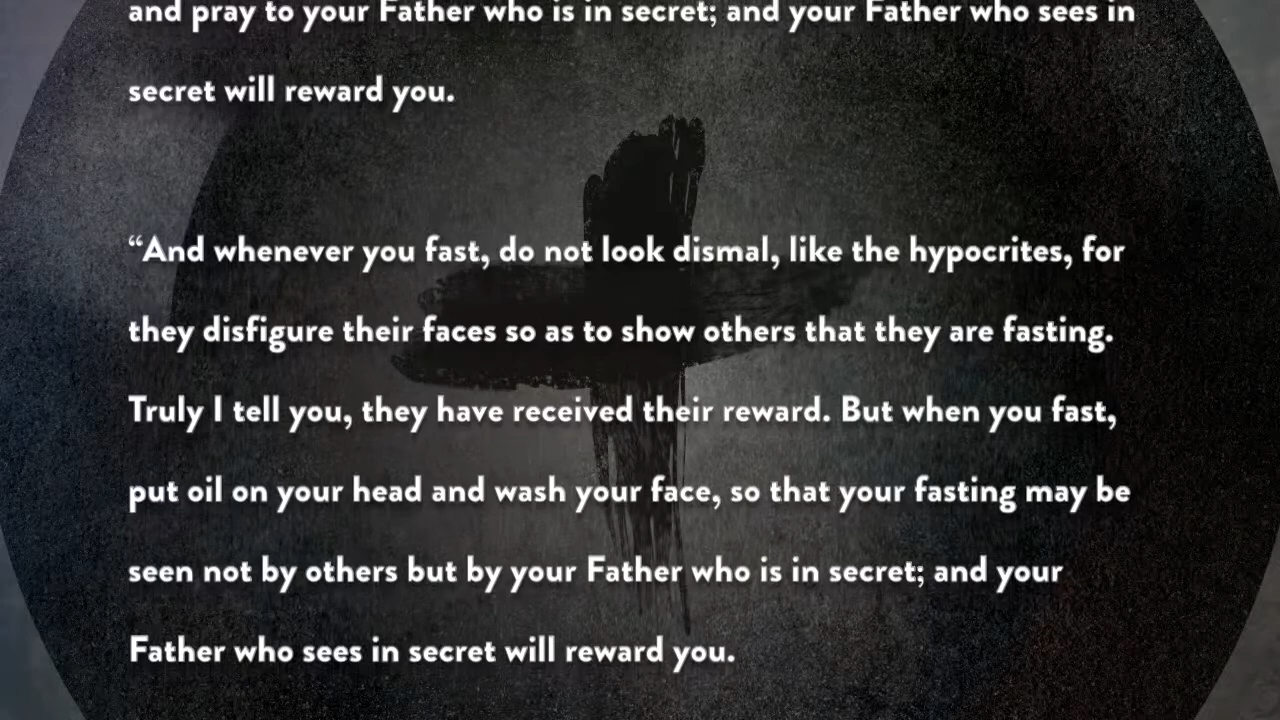 and pray to your Father who is in secret; and your Father who sees in
secret will reward you.
“And whenever you fast, do not look dismal, like the hypocrites, for
they disfigure their faces so as to show others that they are fasting.
Truly I tell you, they have received their reward. But when you fast,
put oil on your head and wash your face, so that your fasting may be
seen not by others but by your Father who is in secret; and your
Father who sees in secret will reward you.